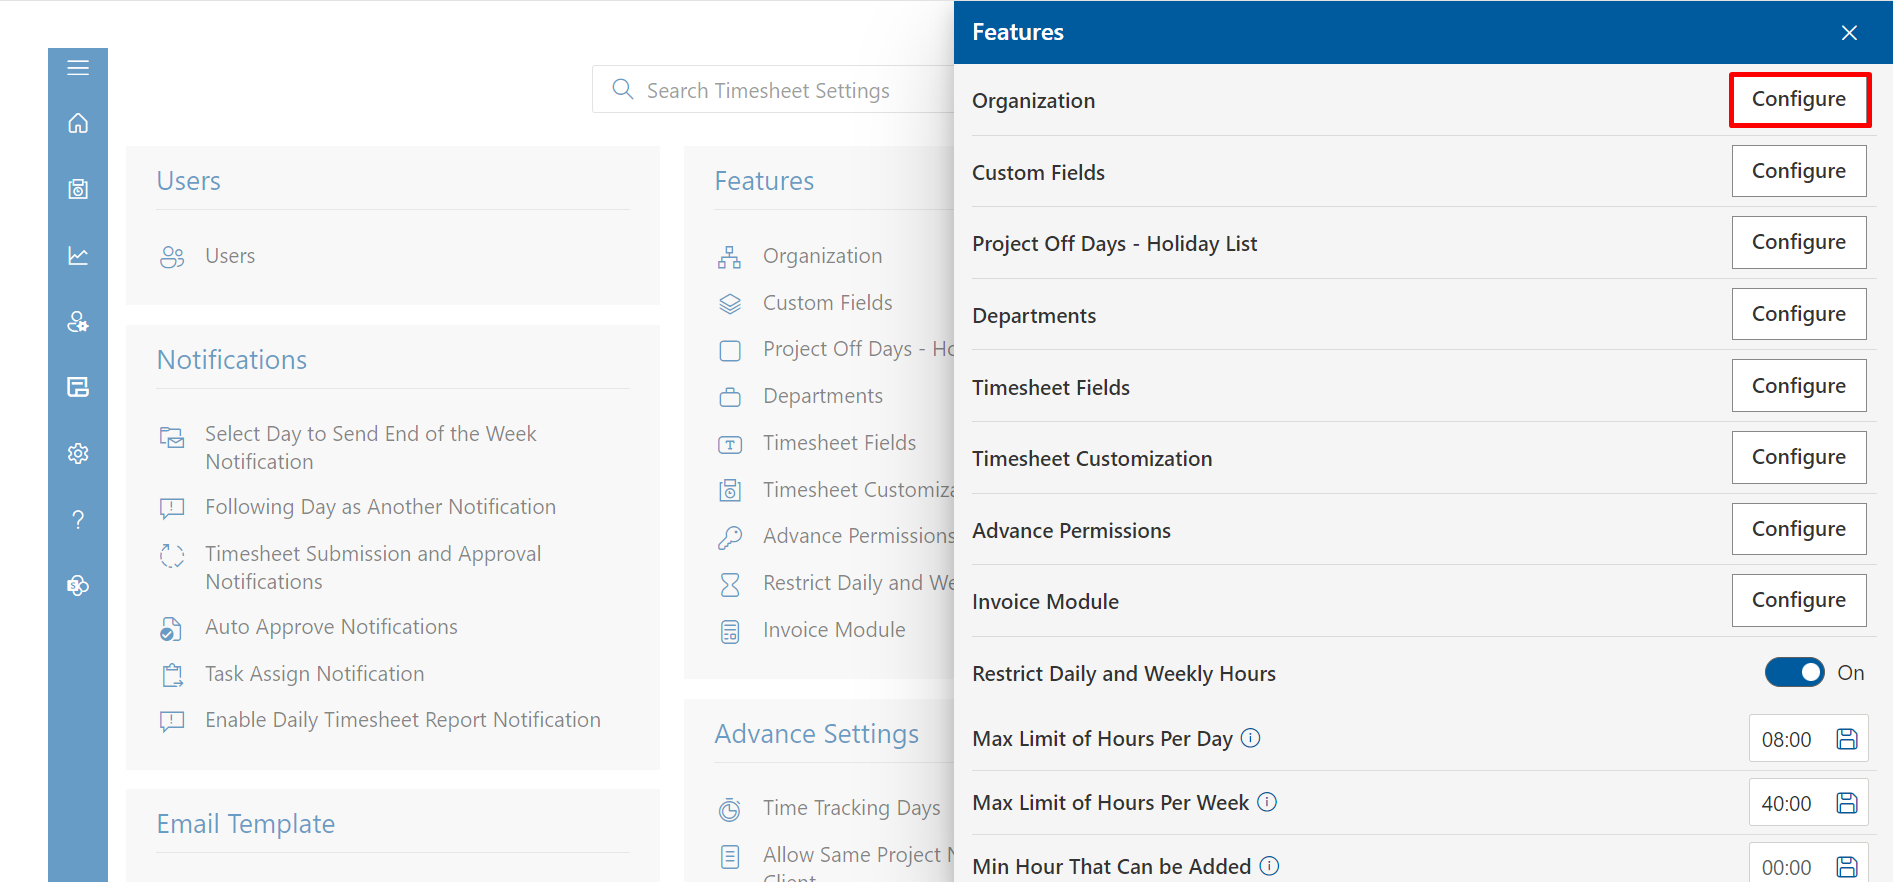 Search Timesheet Settings
Users
Users
Notifications
Select Day to Send End of the Week
Notification
Following Day as Another Notification
Timesheet Submission and Approval
Notifications
Auto Approve Notifications
Task Assign Notification
Enable Daily Timesheet Report Notification
Email Template
Features
Organization
Custom Fields
Project Off Days - Ho
Departments
Timesheet Fields
Timesheet Customiza
Advance Permissions
Restrict Daily and We
Invoice Module
Advance Settings
Time Tracking Days
Allow Same Project N
Client
Features
Organization Configure
Custom Fields Configure
Project Off Days - Holiday List Configure
Departments Configure
Timesheet Fields Configure
Timesheet Customization Configure
Advance Permissions Configure
Invoice Module Configure
Restrict Daily and Weekly Hours On
Max Limit of Hours Per Day 08:00
Max Limit of Hours Per Week 40:00
Min Hour That Can be Added 00:00